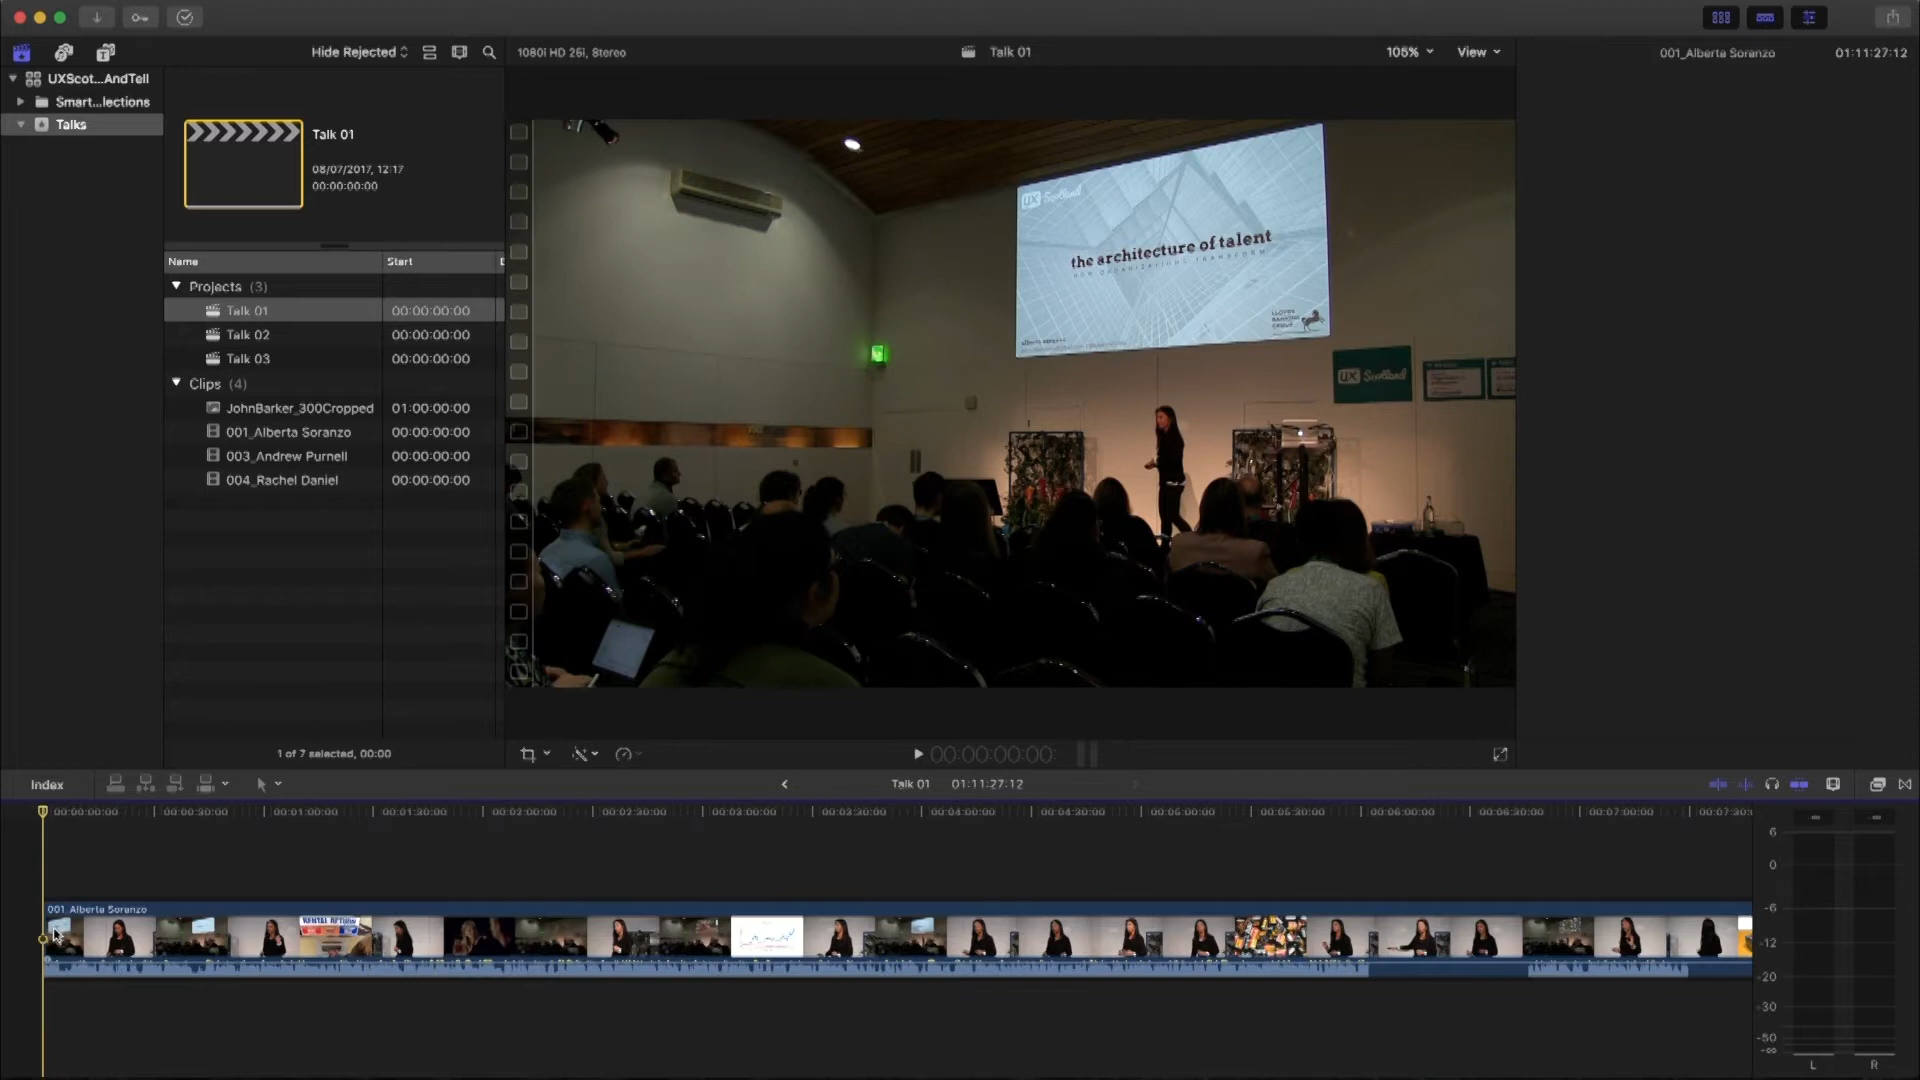 Hide Rejected
1080i HD 25i, Stereo
Talk 01
105%
View
001_Alberta Soranzo
01:11:27:12
UXScot...AndTell
Smart...lections
Talks
Talk 01
08/07/2017, 12:17
00:00:00:00
UX Scotland
the architecture of talent
HOW ORGANIZATIONS TRANSFORM
LLOYDS
BANKING
GROUP
UX Scotland
Name
Start
Projects (3)
Talk 01 00:00:00:00
Talk 02 00:00:00:00
Talk 03 00:00:00:00
Clips (4)
JohnBarker_300Cropped 01:00:00:00
001_Alberta Soranzo 00:00:00:00
003_Andrew Purnell 00:00:00:00
004_Rachel Daniel 00:00:00:00
1 of 7 selected, 00:00
00:00:00:00
Index
Talk 01 01:11:27:12
00:00:00:00 00:00:30:00 00:01:00:00 00:01:30:00 00:02:00:00 00:02:30:00 00:03:00:00 00:03:30:00 00:04:00:00 00:04:30:00 00:05:00:00 00:05:30:00 00:06:00:00 00:06:30:00 00:07:00:00 00:07:30:
001_Alberta Soranzo
6
0
-6
-12
-20
-30
-50
-∞
L R